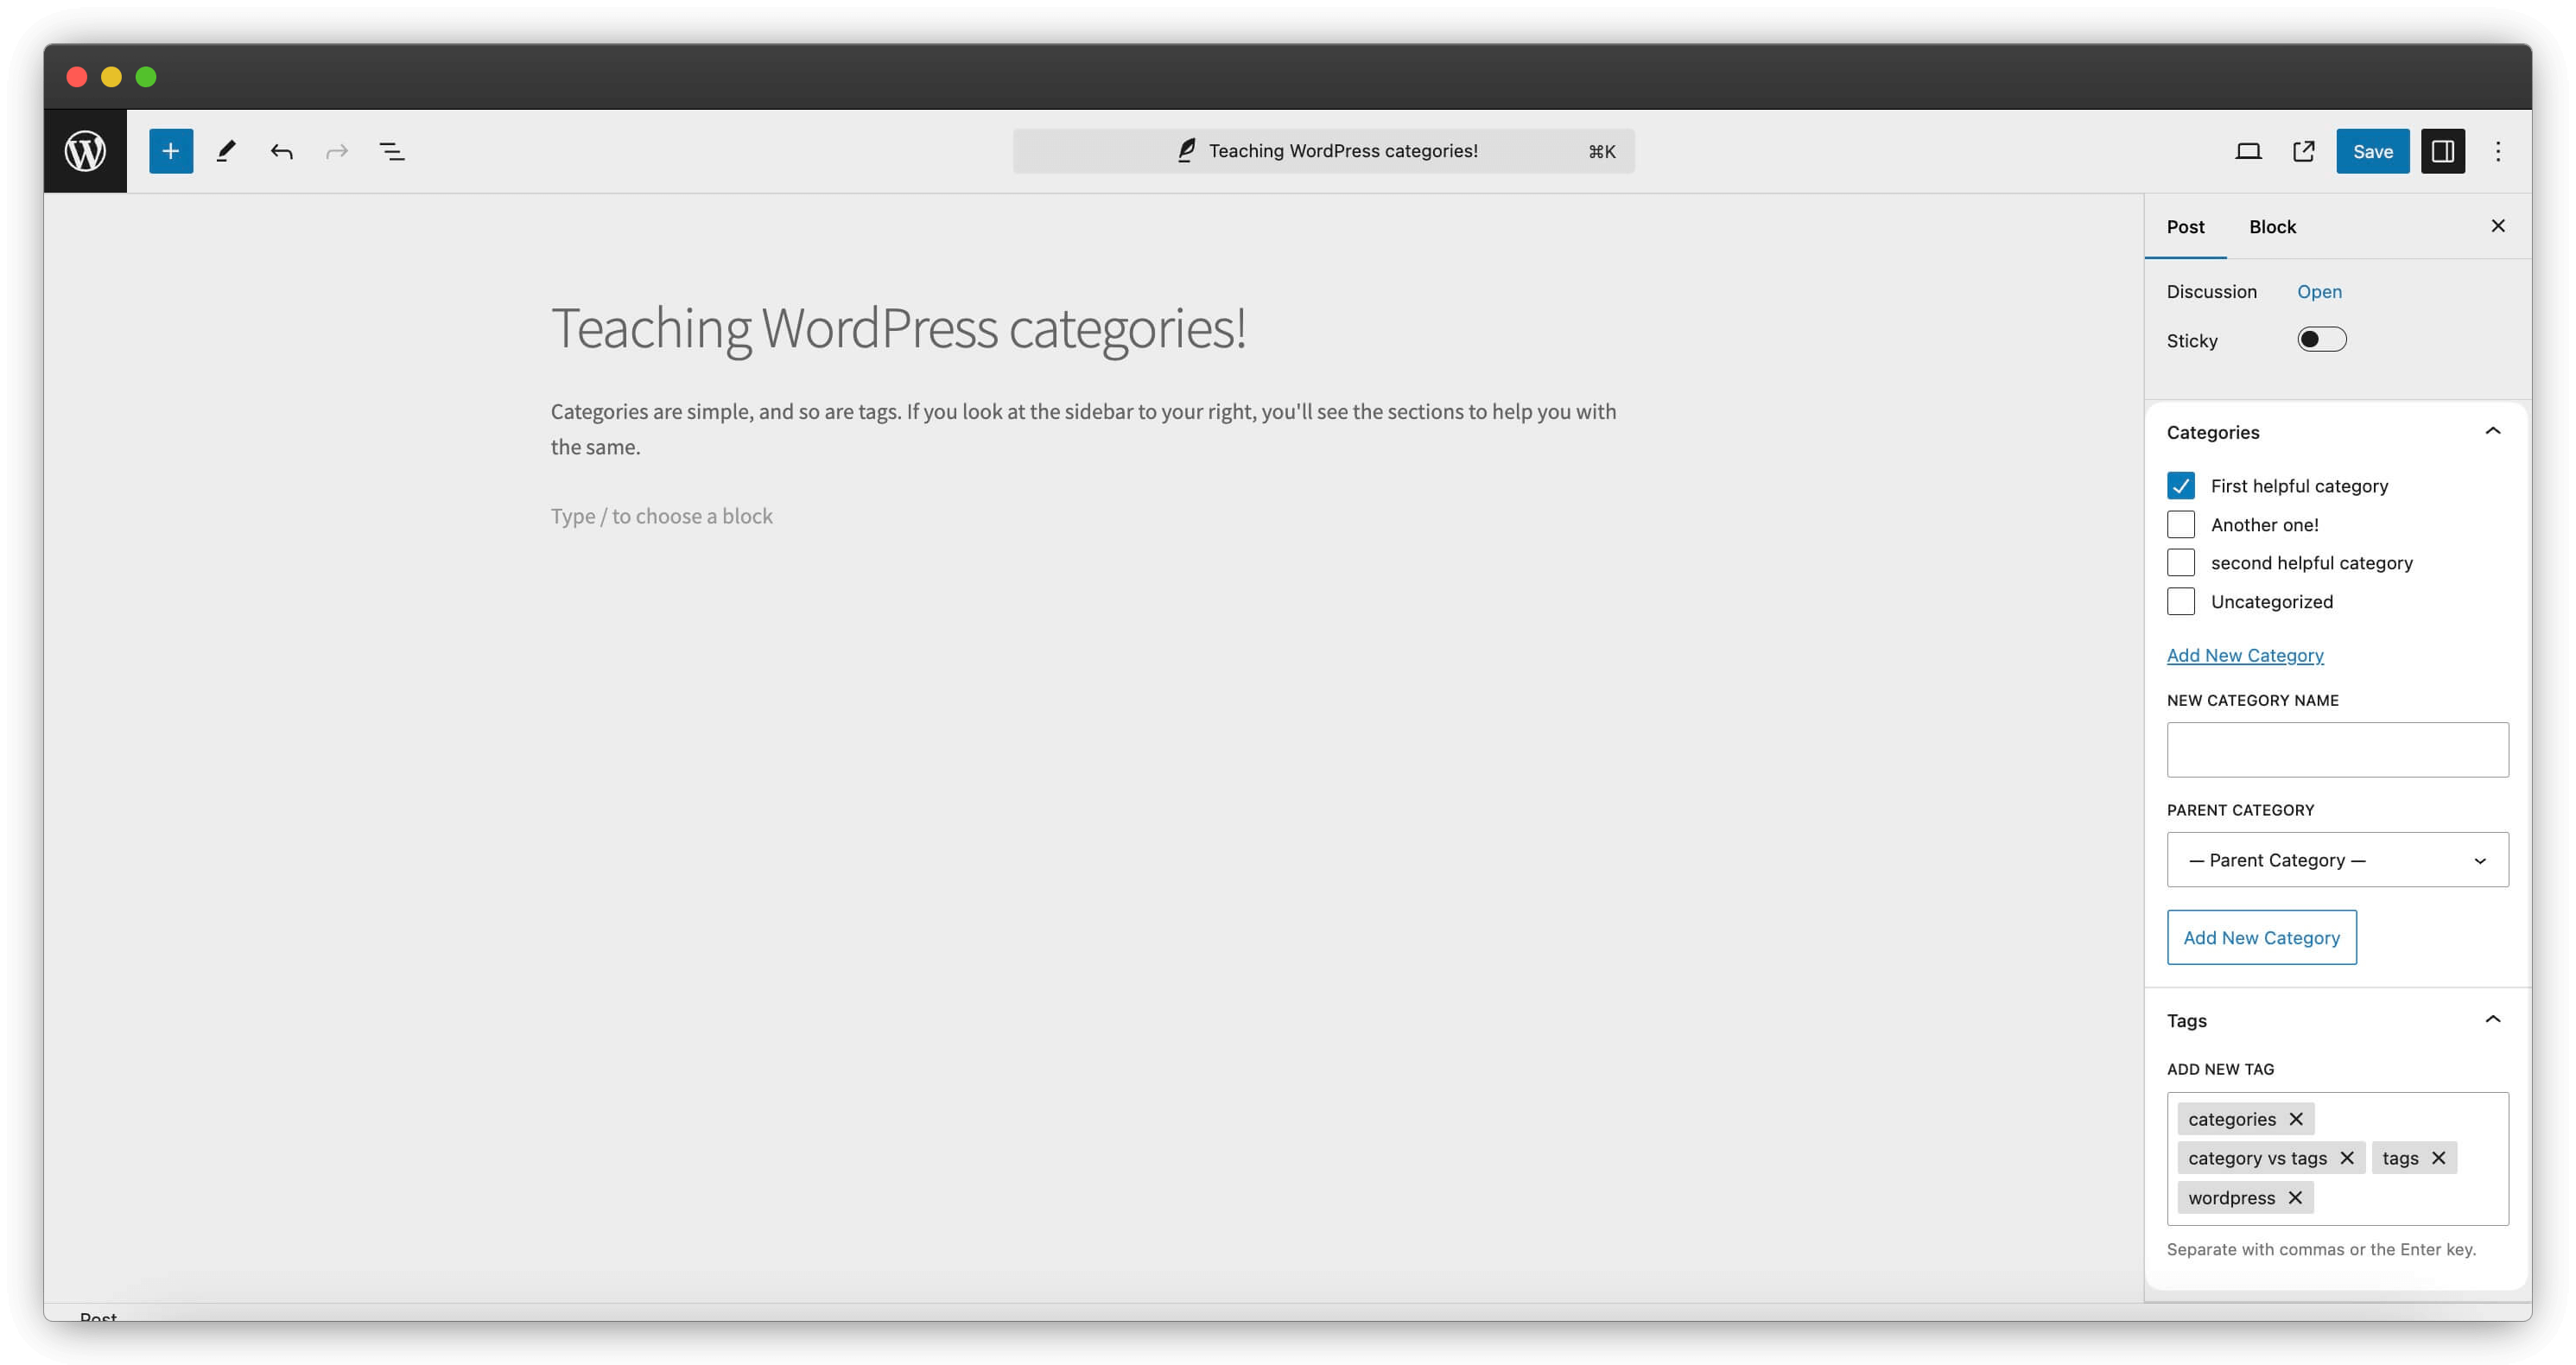 Teaching WordPress categories! ⌘K
Save
Post Block
Discussion Open
Sticky
Teaching WordPress categories!
Categories are simple, and so are tags. If you look at the sidebar to your right, you'll see the sections to help you with
the same.
Type / to choose a block
Categories
First helpful category
Another one!
second helpful category
Uncategorized
Add New Category
NEW CATEGORY NAME
PARENT CATEGORY
— Parent Category —
Add New Category
Tags
ADD NEW TAG
categories
category vs tags tags
wordpress
Separate with commas or the Enter key.
Post